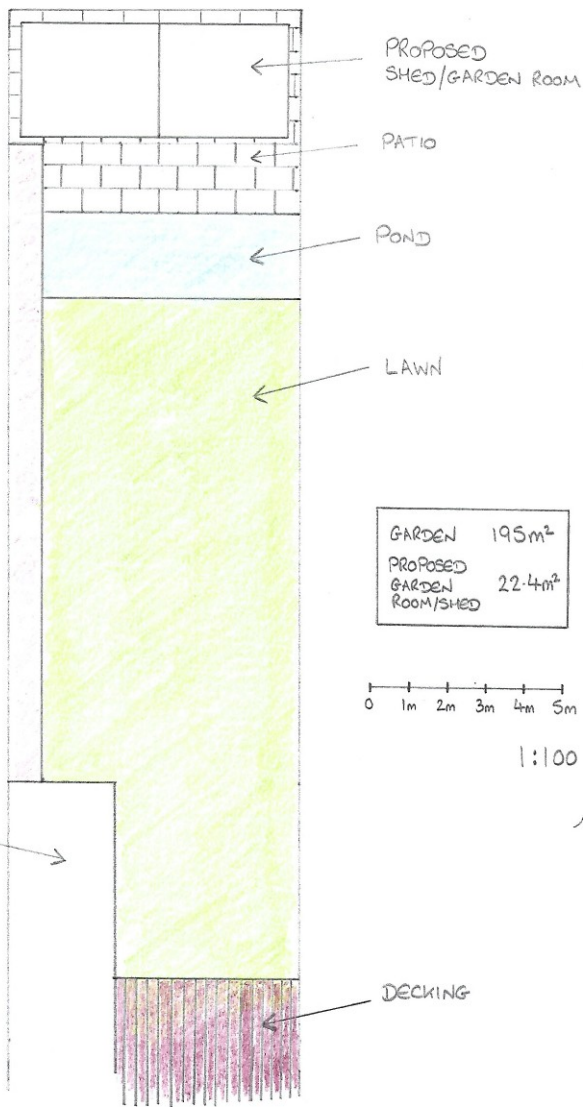 PROPOSED
SHED/GARDEN ROOM
PATIO
POND
LAWN
GARDEN 195m²
PROPOSED
GARDEN 22.4m²
ROOM/SHED
0 1m 2m 3m 4m 5m
1:100
DECKING